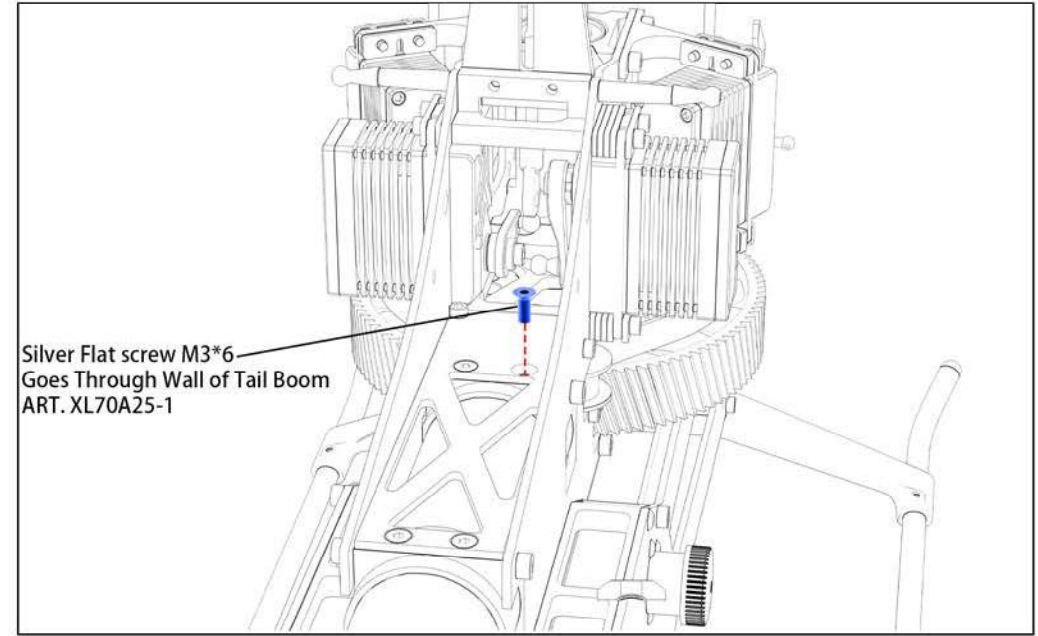 Silver Flat screw M3*6
Goes Through Wall of Tail Boom
ART. XL70A25-1